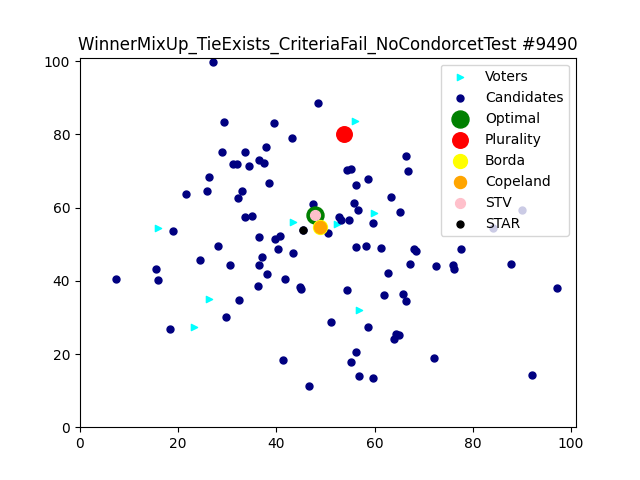 WinnerMixUp_TieExists_CriteriaFail_NoCondorcetTest #9490
100
80
60
40
20
0
0 20 40 60 80 100
Voters
Candidates
Optimal
Plurality
Borda
Copeland
STV
STAR